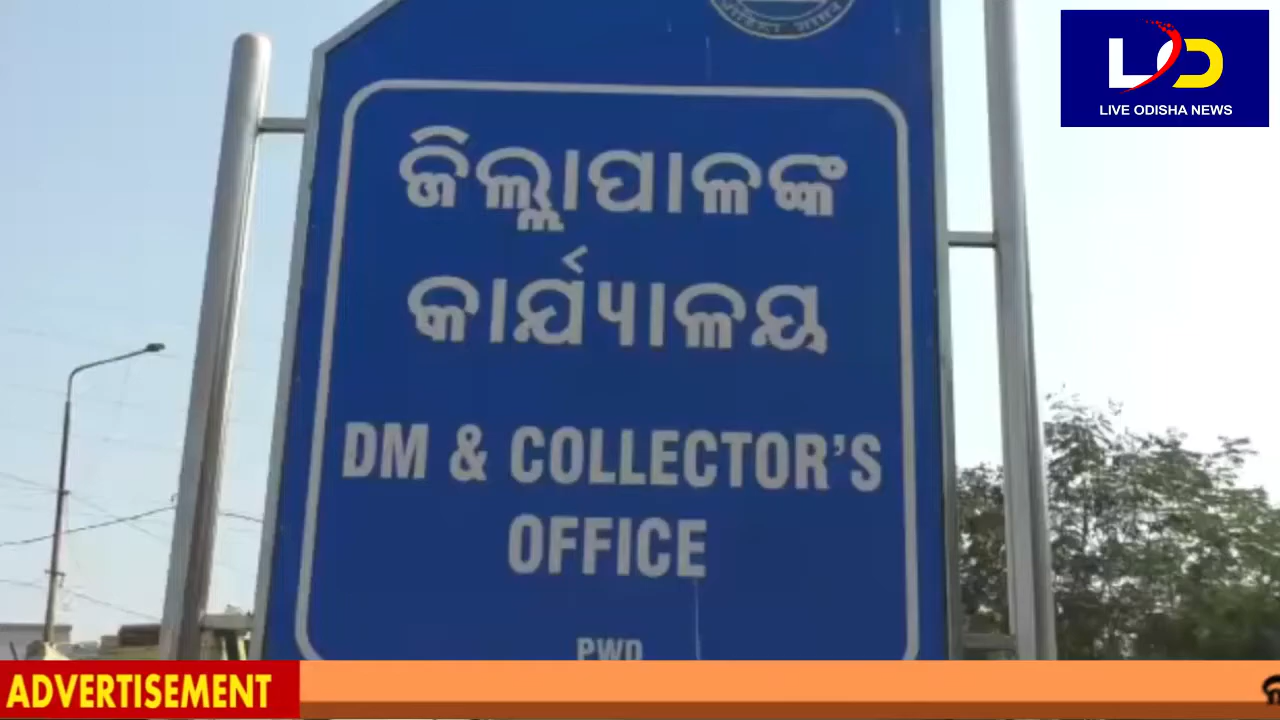 LIVE ODISHA NEWS
ଜିଲ୍ଲାପାଳଙ୍କ
କାର୍ଯ୍ୟାଳୟ
DM & COLLECTOR'S
OFFICE
PWD
ADVERTISEMENT